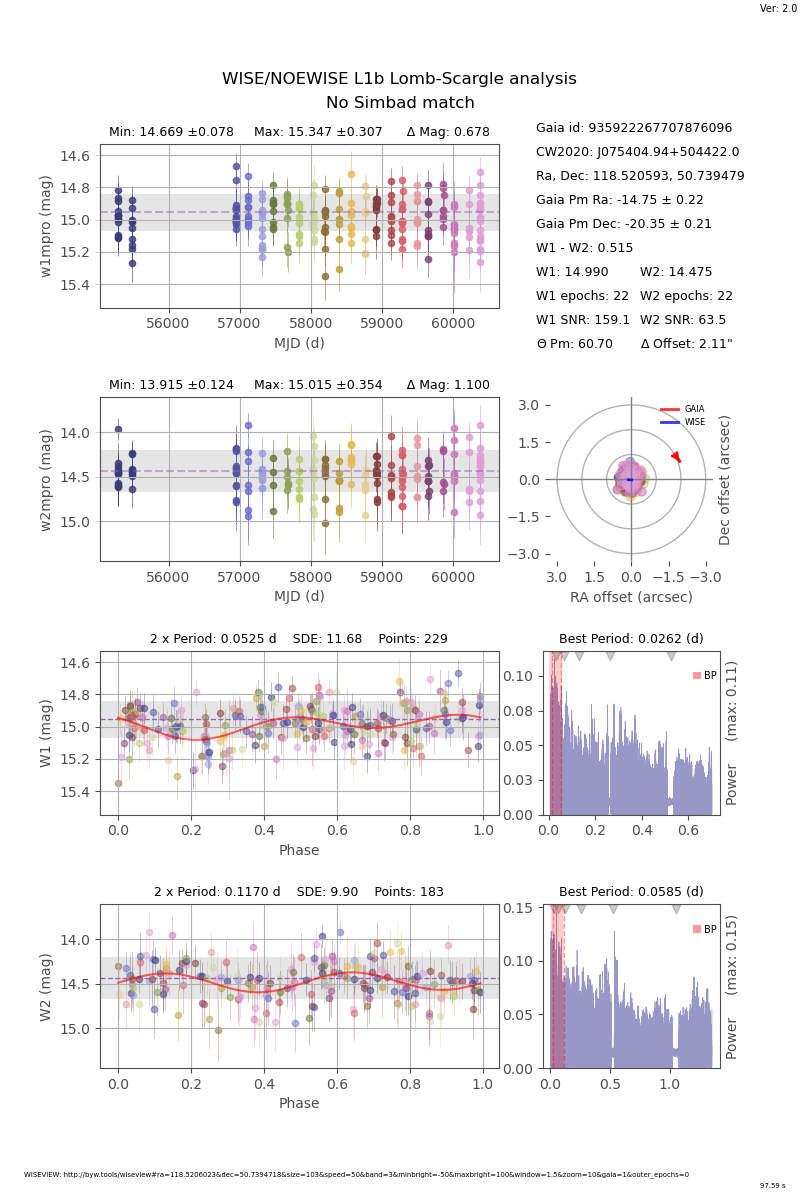 Ver: 2.0
WISE/NOEWISE L1b Lomb-Scargle analysis
No Simbad match
Min: 14.669 ±0.078 Max: 15.347 ±0.307 Δ Mag: 0.678
14.6
14.8
15.0
15.2
15.4
w1mpro (mag)
56000 57000 58000 59000 60000
MJD (d)
Gaia id: 935922267707876096
CW2020: J075404.94+504422.0
Ra, Dec: 118.520593, 50.739479
Gaia Pm Ra: -14.75 ± 0.22
Gaia Pm Dec: -20.35 ± 0.21
W1 - W2: 0.515
W1: 14.990 W2: 14.475
W1 epochs: 22 W2 epochs: 22
W1 SNR: 159.1 W2 SNR: 63.5
Θ Pm: 60.70 Δ Offset: 2.11"
Min: 13.915 ±0.124 Max: 15.015 ±0.354 Δ Mag: 1.100
14.0
14.5
15.0
w2mpro (mag)
56000 57000 58000 59000 60000
MJD (d)
GAIA
WISE
3.0
1.5
0.0
−1.5
−3.0
Dec offset (arcsec)
3.0 1.5 0.0 −1.5 −3.0
RA offset (arcsec)
2 x Period: 0.0525 d SDE: 11.68 Points: 229
14.6
14.8
15.0
15.2
15.4
W1 (mag)
0.0 0.2 0.4 0.6 0.8 1.0
Phase
Best Period: 0.0262 (d)
BP
0.10
0.08
0.05
0.03
0.00
Power (max: 0.11)
0.0 0.2 0.4 0.6
2 x Period: 0.1170 d SDE: 9.90 Points: 183
14.0
14.5
15.0
W2 (mag)
0.0 0.2 0.4 0.6 0.8 1.0
Phase
Best Period: 0.0585 (d)
BP
0.15
0.10
0.05
0.00
Power (max: 0.15)
0.0 0.5 1.0
WISEVIEW: http://byw.tools/wiseview#ra=118.5206023&dec=50.7394718&size=103&speed=50&band=3&minbright=-50&maxbright=100&window=1.5&zoom=10&gaia=1&outer_epochs=0
97.59 s